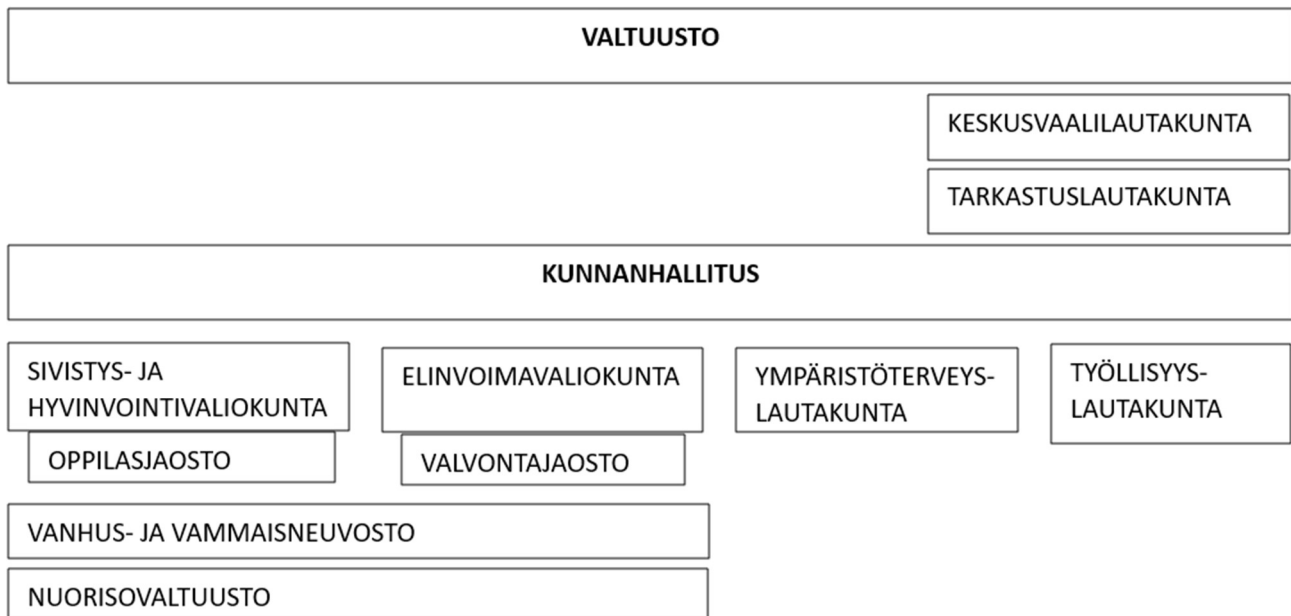 VALTUUSTO
KESKUSVAALILAUTAKUNTA
TARKASTUSLAUTAKUNTA
KUNNANHALLITUS
SIVISTYS- JA
HYVINVOINTIVALIOKUNTA
OPPILASJAOSTO
ELINVOIMAVALIOKUNTA
VALVONTAJAOSTO
YMPÄRISTÖTERVEYS-
LAUTAKUNTA
TYÖLLISYYS-
LAUTAKUNTA
VANHUS- JA VAMMAISNEUVOSTO
NUORISOVALTUUSTO